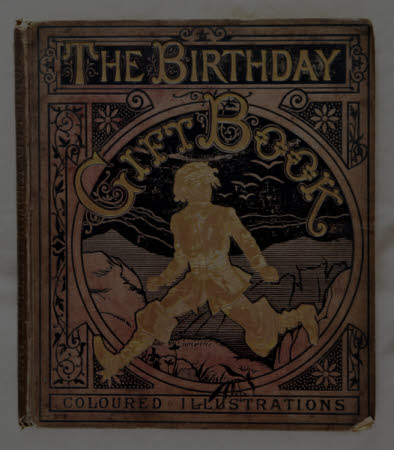 THE BIRTHDAY
GIFT BOOK
COLOURED ILLUSTRATIONS